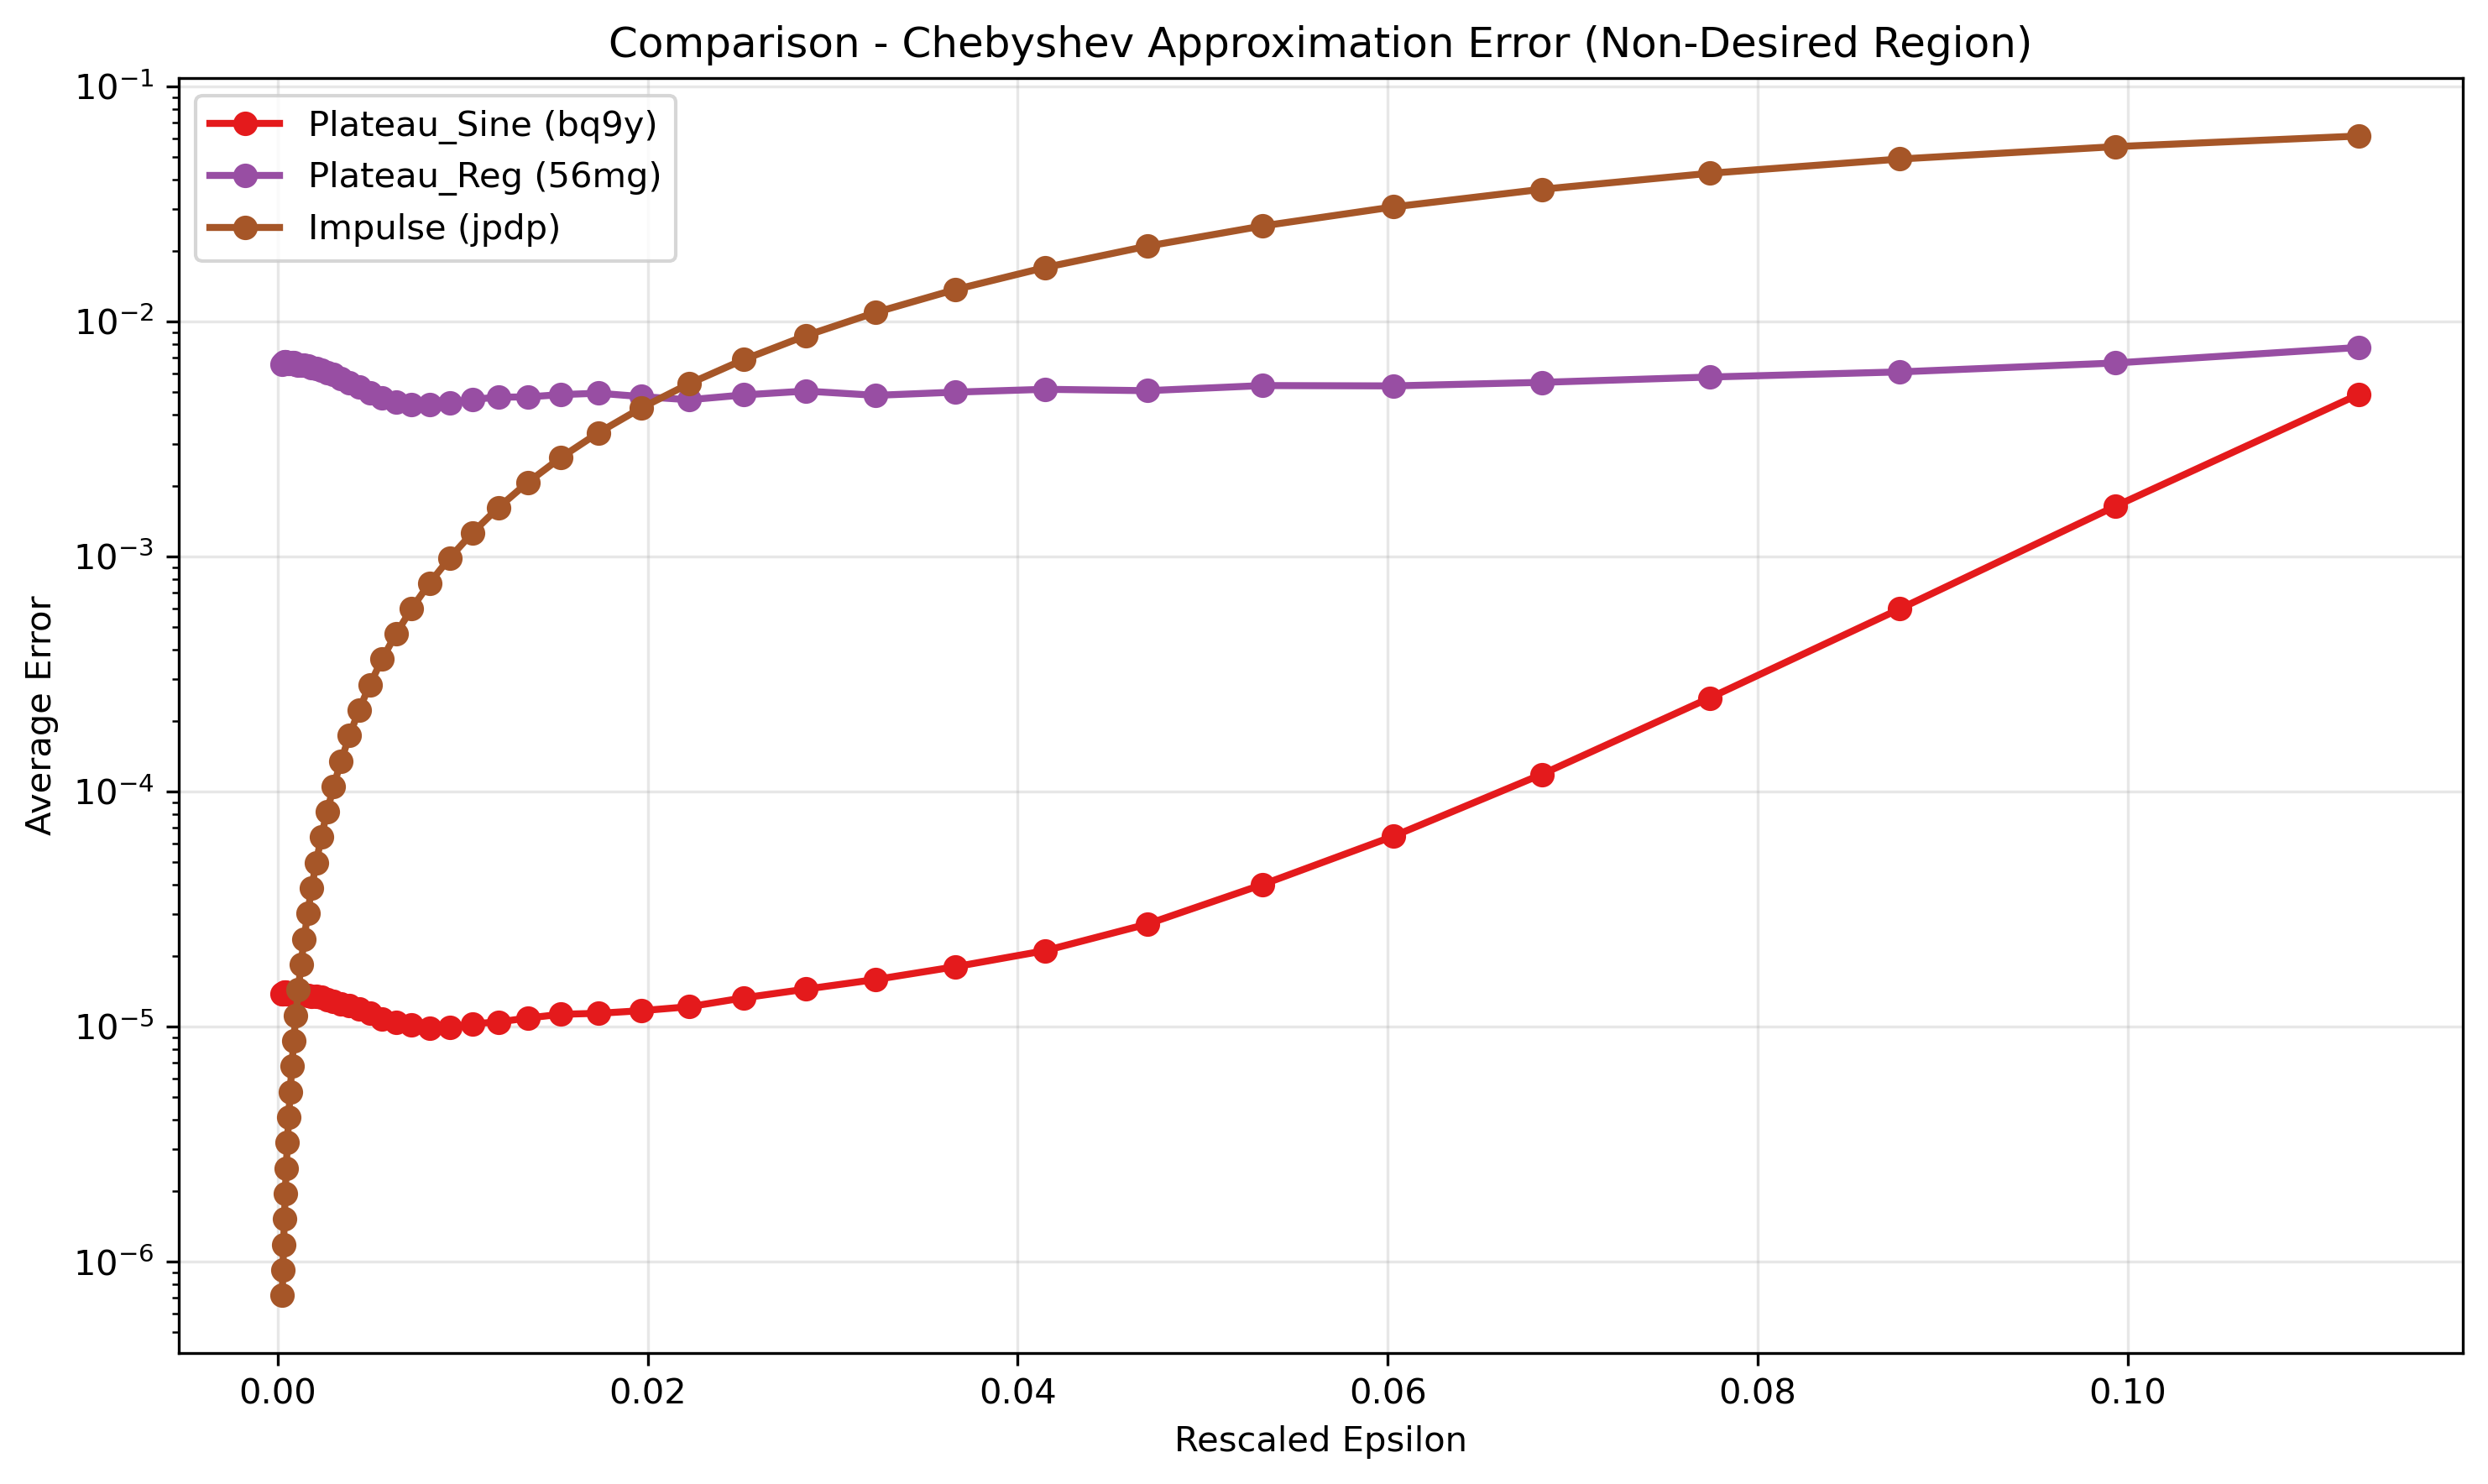 Comparison - Chebyshev Approximation Error (Non-Desired Region)
Plateau_Sine (bq9y)
Plateau_Reg (56mg)
Impulse (jpdp)
Average Error
10⁻¹
10⁻²
10⁻³
10⁻⁴
10⁻⁵
10⁻⁶
0.00 0.02 0.04 0.06 0.08 0.10
Rescaled Epsilon